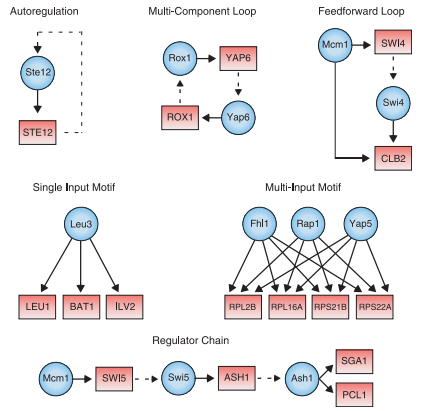 Autoregulation
Ste12
STE12
Multi-Component Loop
Rox1
YAP6
ROX1
Yap6
Feedforward Loop
Mcm1
SWI4
Swi4
CLB2
Single Input Motif
Leu3
LEU1
BAT1
ILV2
Multi-Input Motif
Fhl1
Rap1
Yap5
RPL2B
RPL16A
RPS21B
RPS22A
Regulator Chain
Mcm1
SWI5
Swi5
ASH1
Ash1
SGA1
PCL1